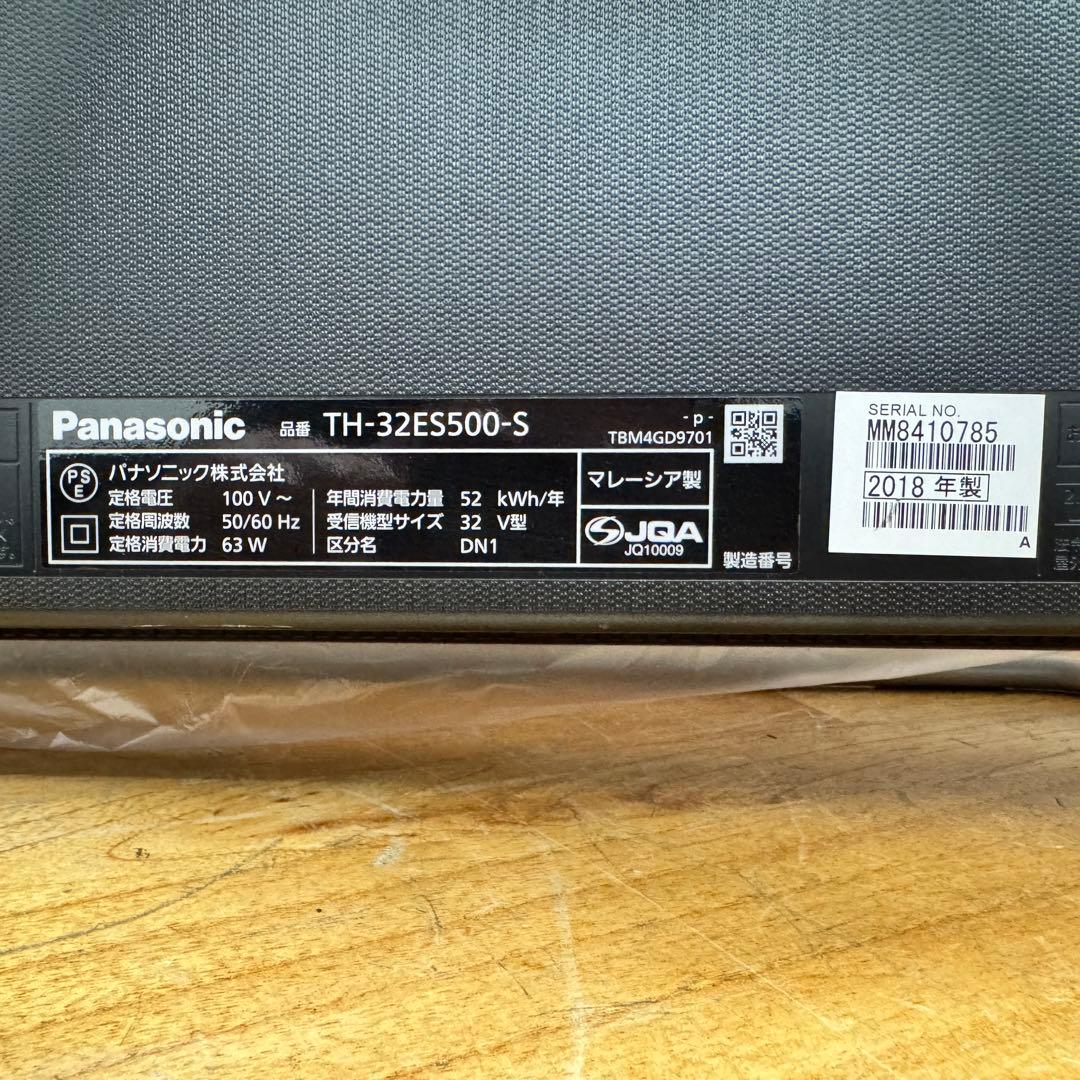 Panasonic 品番 TH-32ES500-S
- p -
TBM4GD9701
PS
E
パナソニック株式会社
定格電圧 100 V ～
定格周波数 50/60 Hz
定格消費電力 63 W
年間消費電力量 52 kWh/年
受信機型サイズ 32 V型
区分名 DN1
マレーシア製
JQA
JQ10009
製造番号
SERIAL NO.
MM8410785
2018 年製
A